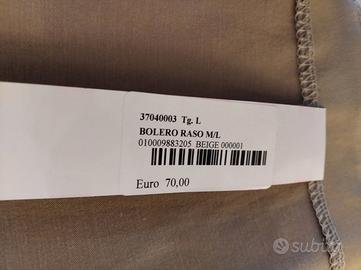 37040003 Tg. L
BOLERO RASO M/L
010009883205 BEIGE 000001
Euro 70,00
subito